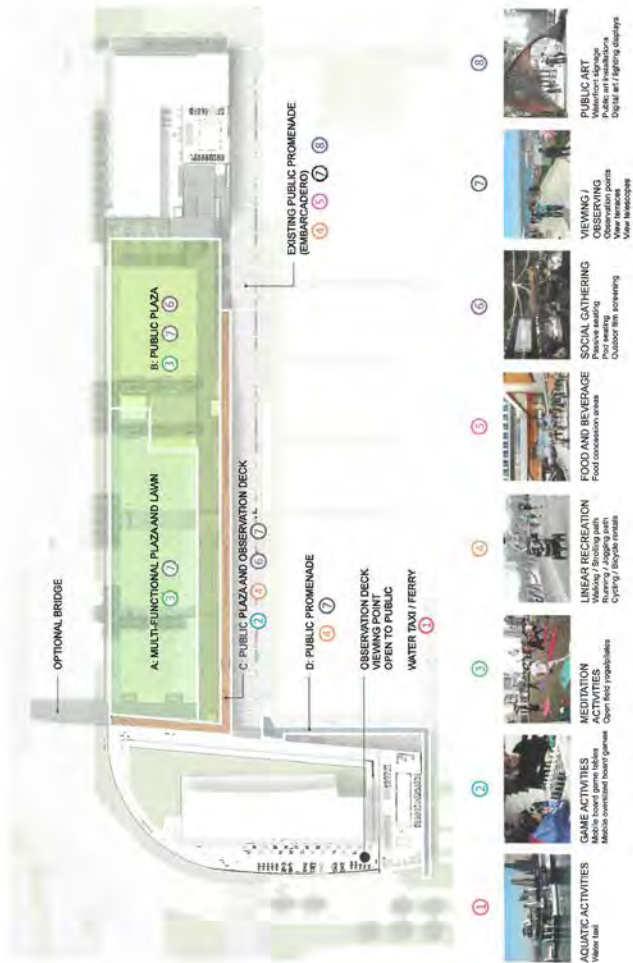 OPTIONAL BRIDGE
A: MULTI-FUNCTIONAL PLAZA AND LAWN
3 7
B: PUBLIC PLAZA
3 7 6
C: PUBLIC PLAZA AND OBSERVATION DECK
2 4 6 7
EXISTING PUBLIC PROMENADE
(EMBARCADERO)
4 5 7 8
D: PUBLIC PROMENADE
4 7
OBSERVATION DECK
VIEWING POINT
OPEN TO PUBLIC
WATER TAXI / FERRY
1
1
AQUATIC ACTIVITIES
Water taxi
2
GAME ACTIVITIES
Mobile board game tables
Mobile oversized board games
3
MEDITATION
ACTIVITIES
Open field yoga/pilates
4
LINEAR RECREATION
Walking / Strolling path
Running / Jogging path
Cycling / Bicycle rentals
5
FOOD AND BEVERAGE
Food concession areas
6
SOCIAL GATHERING
Passive seating
Pod seating
Outdoor film screening
7
VIEWING /
OBSERVING
Observation points
View terraces
View telescopes
8
PUBLIC ART
Waterfront signage
Public art installations
Digital art / lighting displays